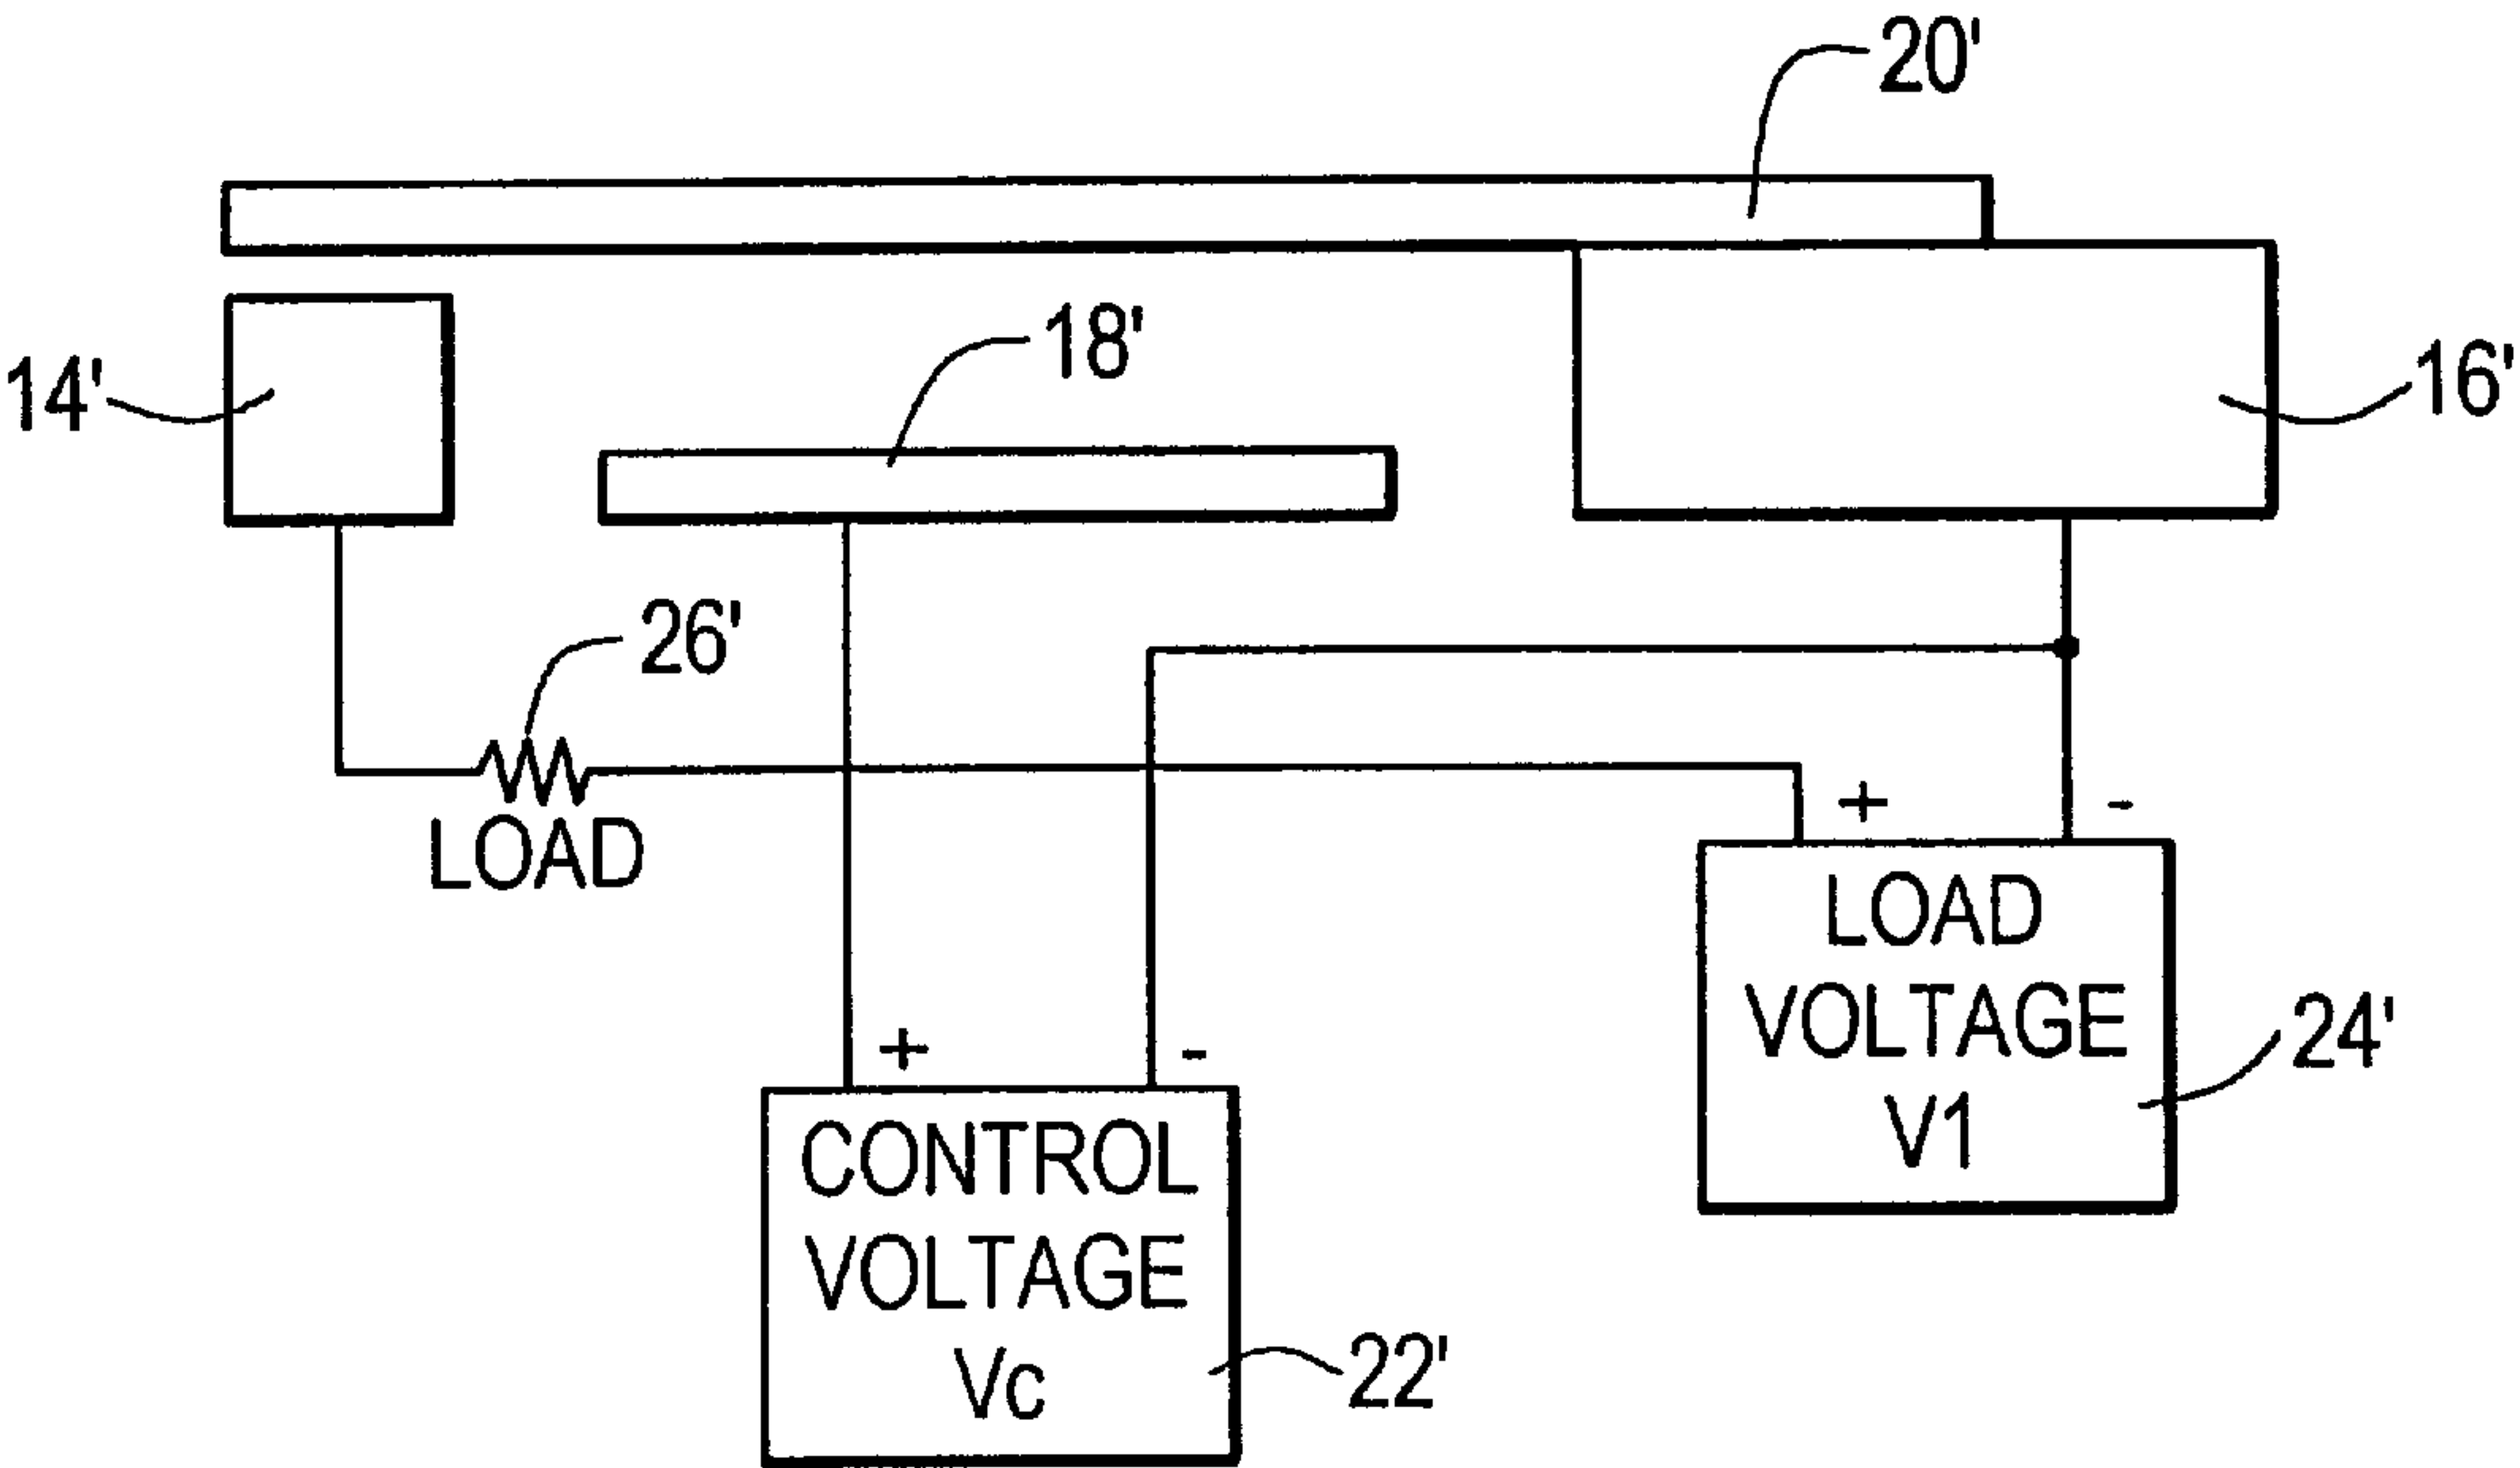 20'
18'
14'
16'
26'
LOAD
+ -
LOAD
VOLTAGE
V1
24'
+ -
CONTROL
VOLTAGE
Vc
22'